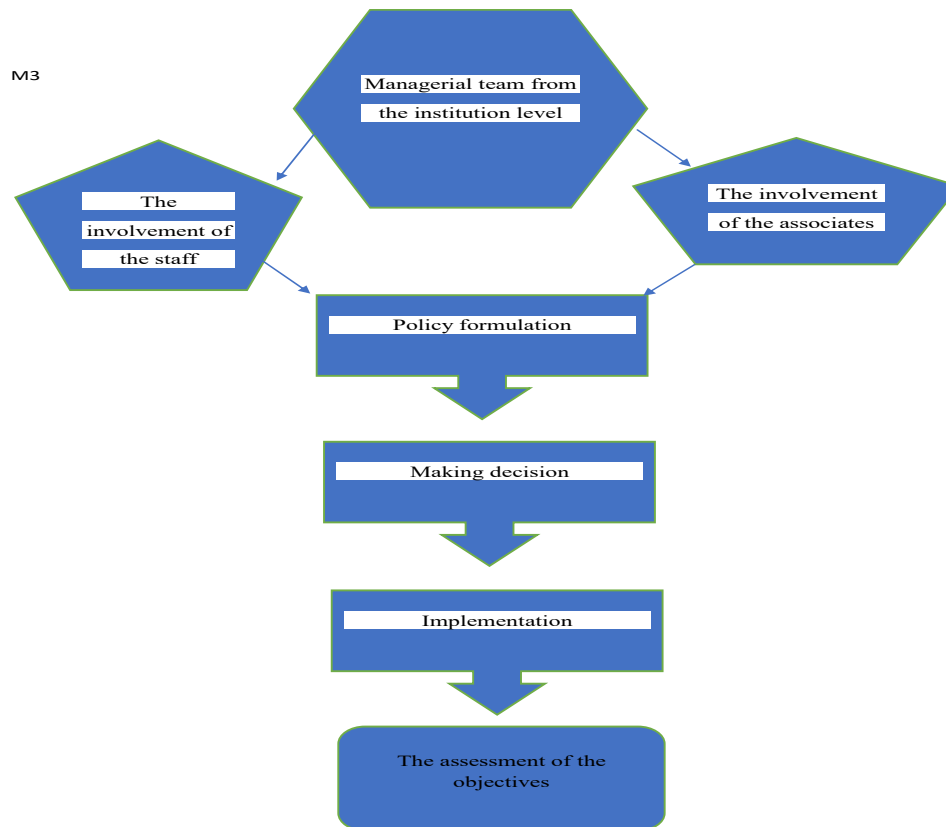 M3
Managerial team from
the institution level
The
involvement of
the staff
The involvement
of the associates
Policy formulation
Making decision
Implementation
The assessment of the
objectives